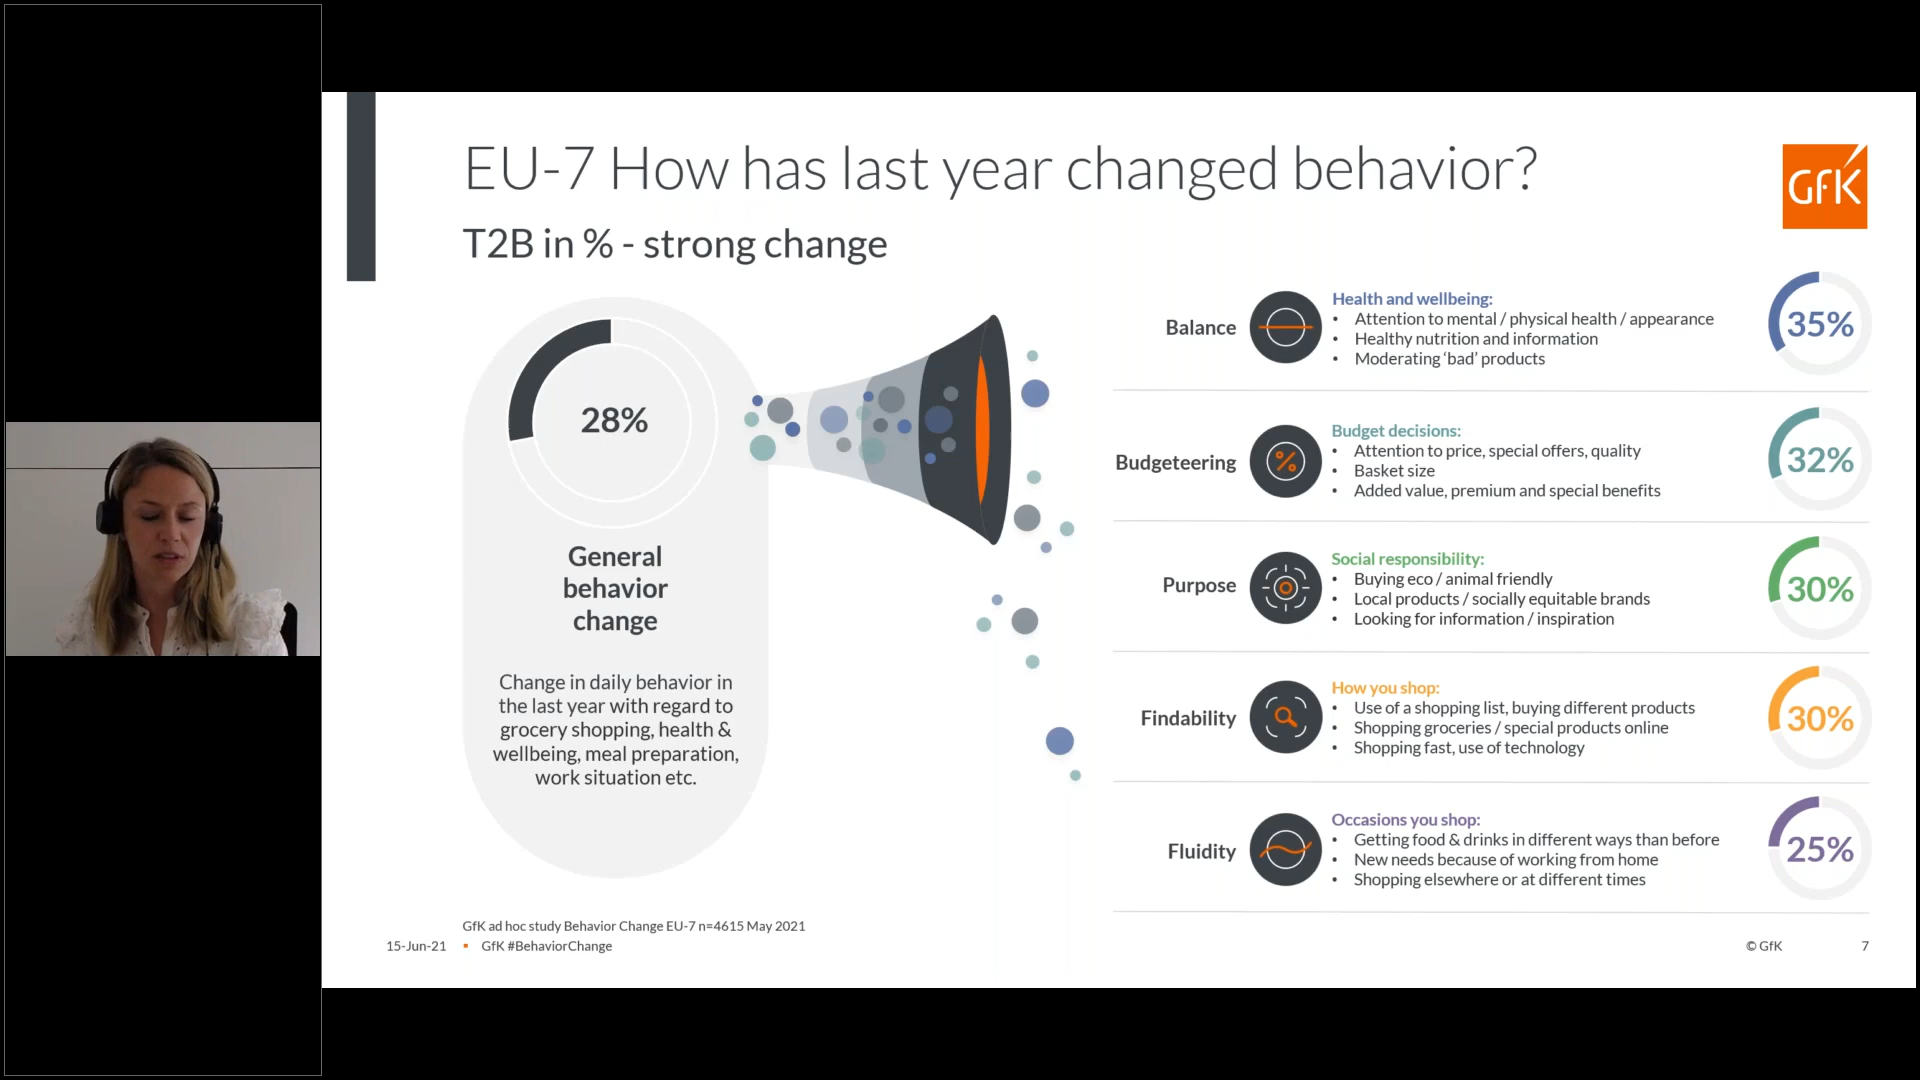 EU-7 How has last year changed behavior?
T2B in % - strong change
GfK
28%
General
behavior
change
Change in daily behavior in
the last year with regard to
grocery shopping, health &
wellbeing, meal preparation,
work situation etc.
Balance
Health and wellbeing:
• Attention to mental / physical health / appearance
• Healthy nutrition and information
• Moderating ‘bad’ products
35%
Budgeteering
%
Budget decisions:
• Attention to price, special offers, quality
• Basket size
• Added value, premium and special benefits
32%
Purpose
Social responsibility:
• Buying eco / animal friendly
• Local products / socially equitable brands
• Looking for information / inspiration
30%
Findability
How you shop:
• Use of a shopping list, buying different products
• Shopping groceries / special products online
• Shopping fast, use of technology
30%
Fluidity
Occasions you shop:
• Getting food & drinks in different ways than before
• New needs because of working from home
• Shopping elsewhere or at different times
25%
GfK ad hoc study Behavior Change EU-7 n=4615 May 2021
15-Jun-21 ▪ GfK #BehaviorChange
© GfK 7